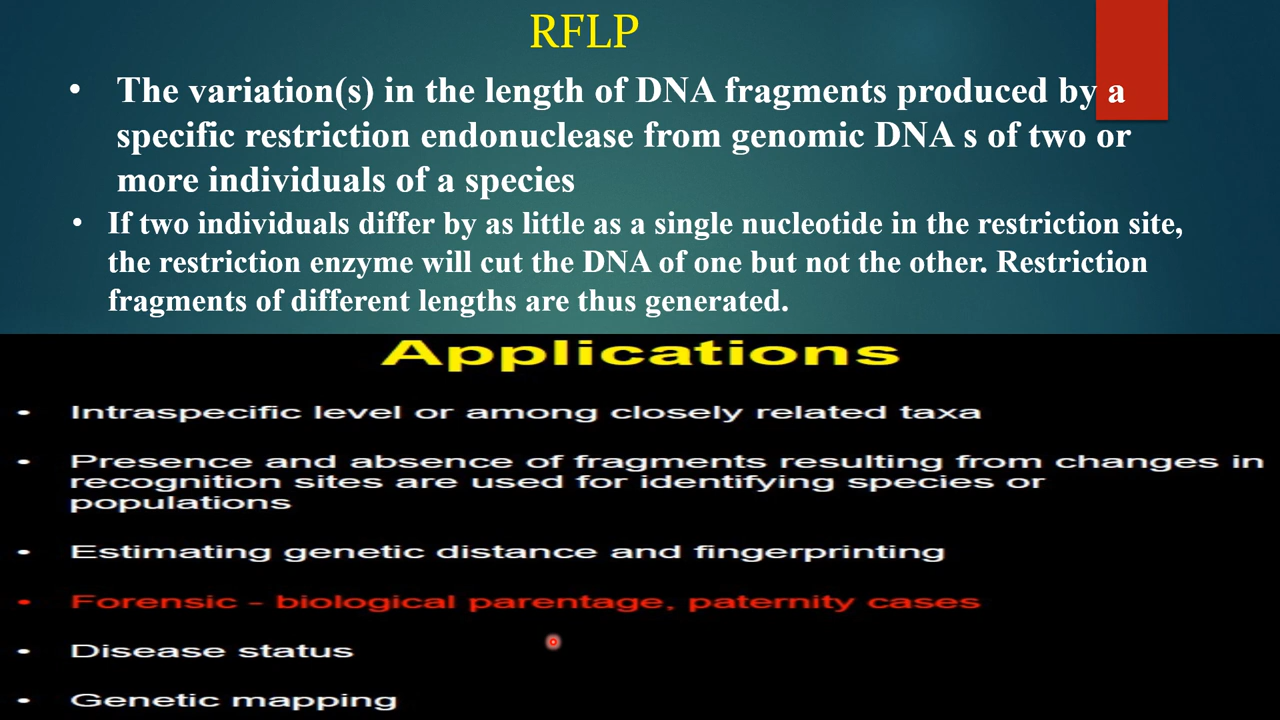 RFLP
• The variation(s) in the length of DNA fragments produced by a
specific restriction endonuclease from genomic DNA s of two or
more individuals of a species
• If two individuals differ by as little as a single nucleotide in the restriction site,
the restriction enzyme will cut the DNA of one but not the other. Restriction
fragments of different lengths are thus generated.
Applications
• Intraspecific level or among closely related taxa
• Presence and absence of fragments resulting from changes in
recognition sites are used for identifying species or
populations
• Estimating genetic distance and fingerprinting
• Forensic - biological parentage, paternity cases
• Disease status
• Genetic mapping